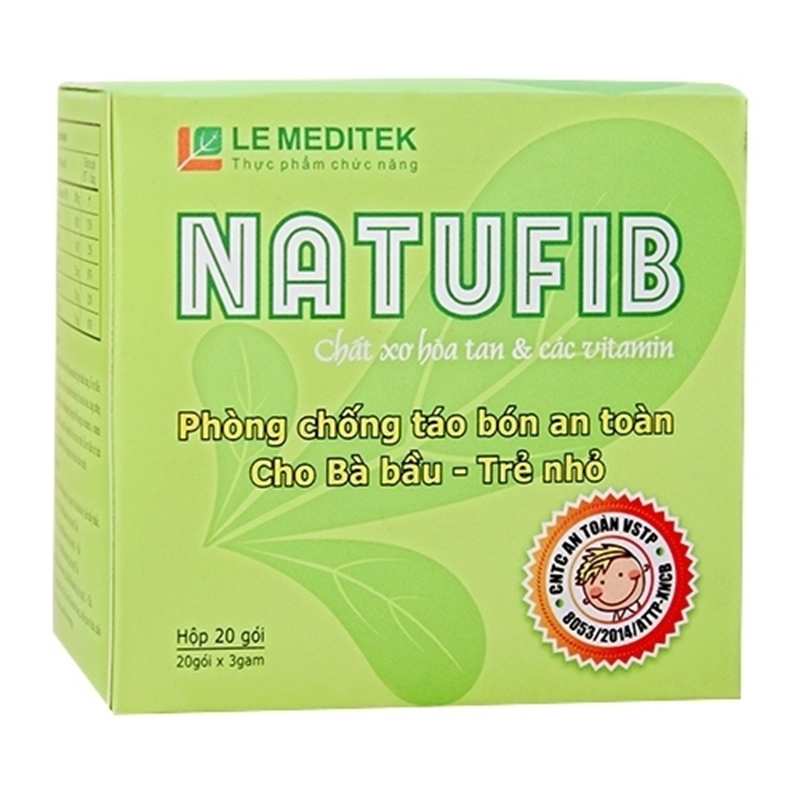 LE MEDITEK
Thực phẩm chức năng
NATUFIB
Chất xơ hòa tan & các vitamin
Phòng chống táo bón an toàn
Cho Bà bầu - Trẻ nhỏ
CNTC AN TOÀN VSTP
8053/2014/ATTP-XNCB
Hộp 20 gói
20gói x 3gam